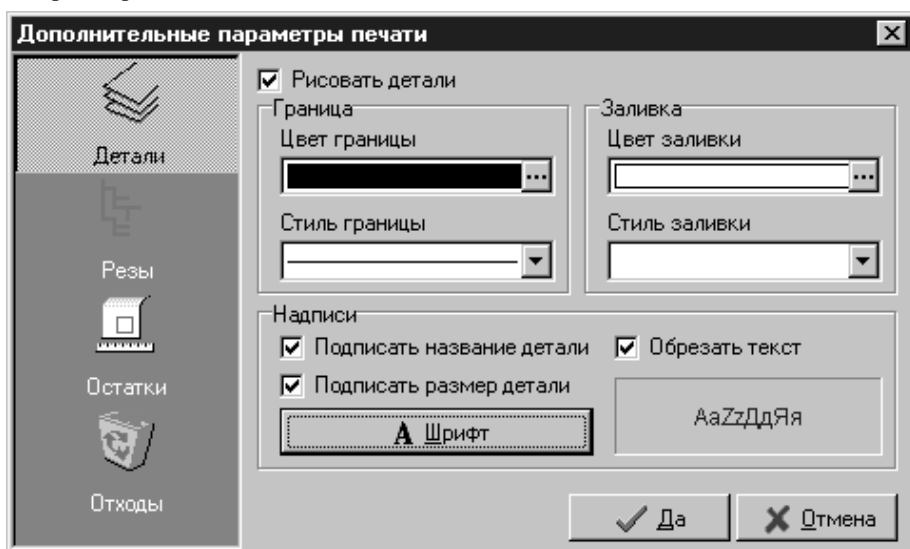 Дополнительные параметры печати
Детали
Резы
Остатки
Отходы
Рисовать детали
Граница
Цвет границы
Стиль границы
Заливка
Цвет заливки
Стиль заливки
Надписи
Подписать название детали
Обрезать текст
Подписать размер детали
A Шрифт
AaZzДдЯя
Да
Отмена